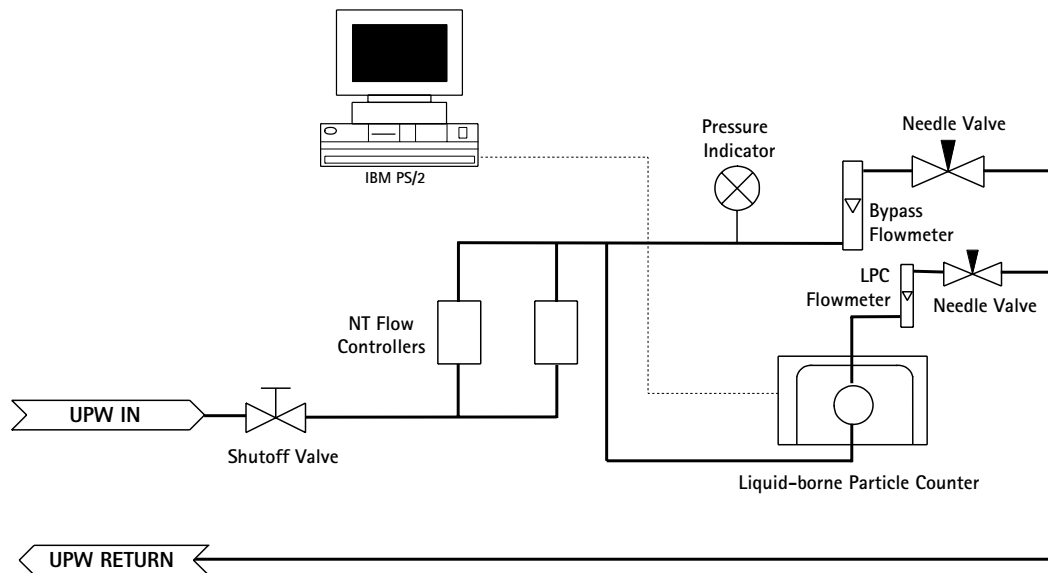 IBM PS/2
Pressure
Indicator
Needle Valve
Bypass
Flowmeter
LPC
Flowmeter
Needle Valve
NT Flow
Controllers
UPW IN
Shutoff Valve
Liquid-borne Particle Counter
UPW RETURN